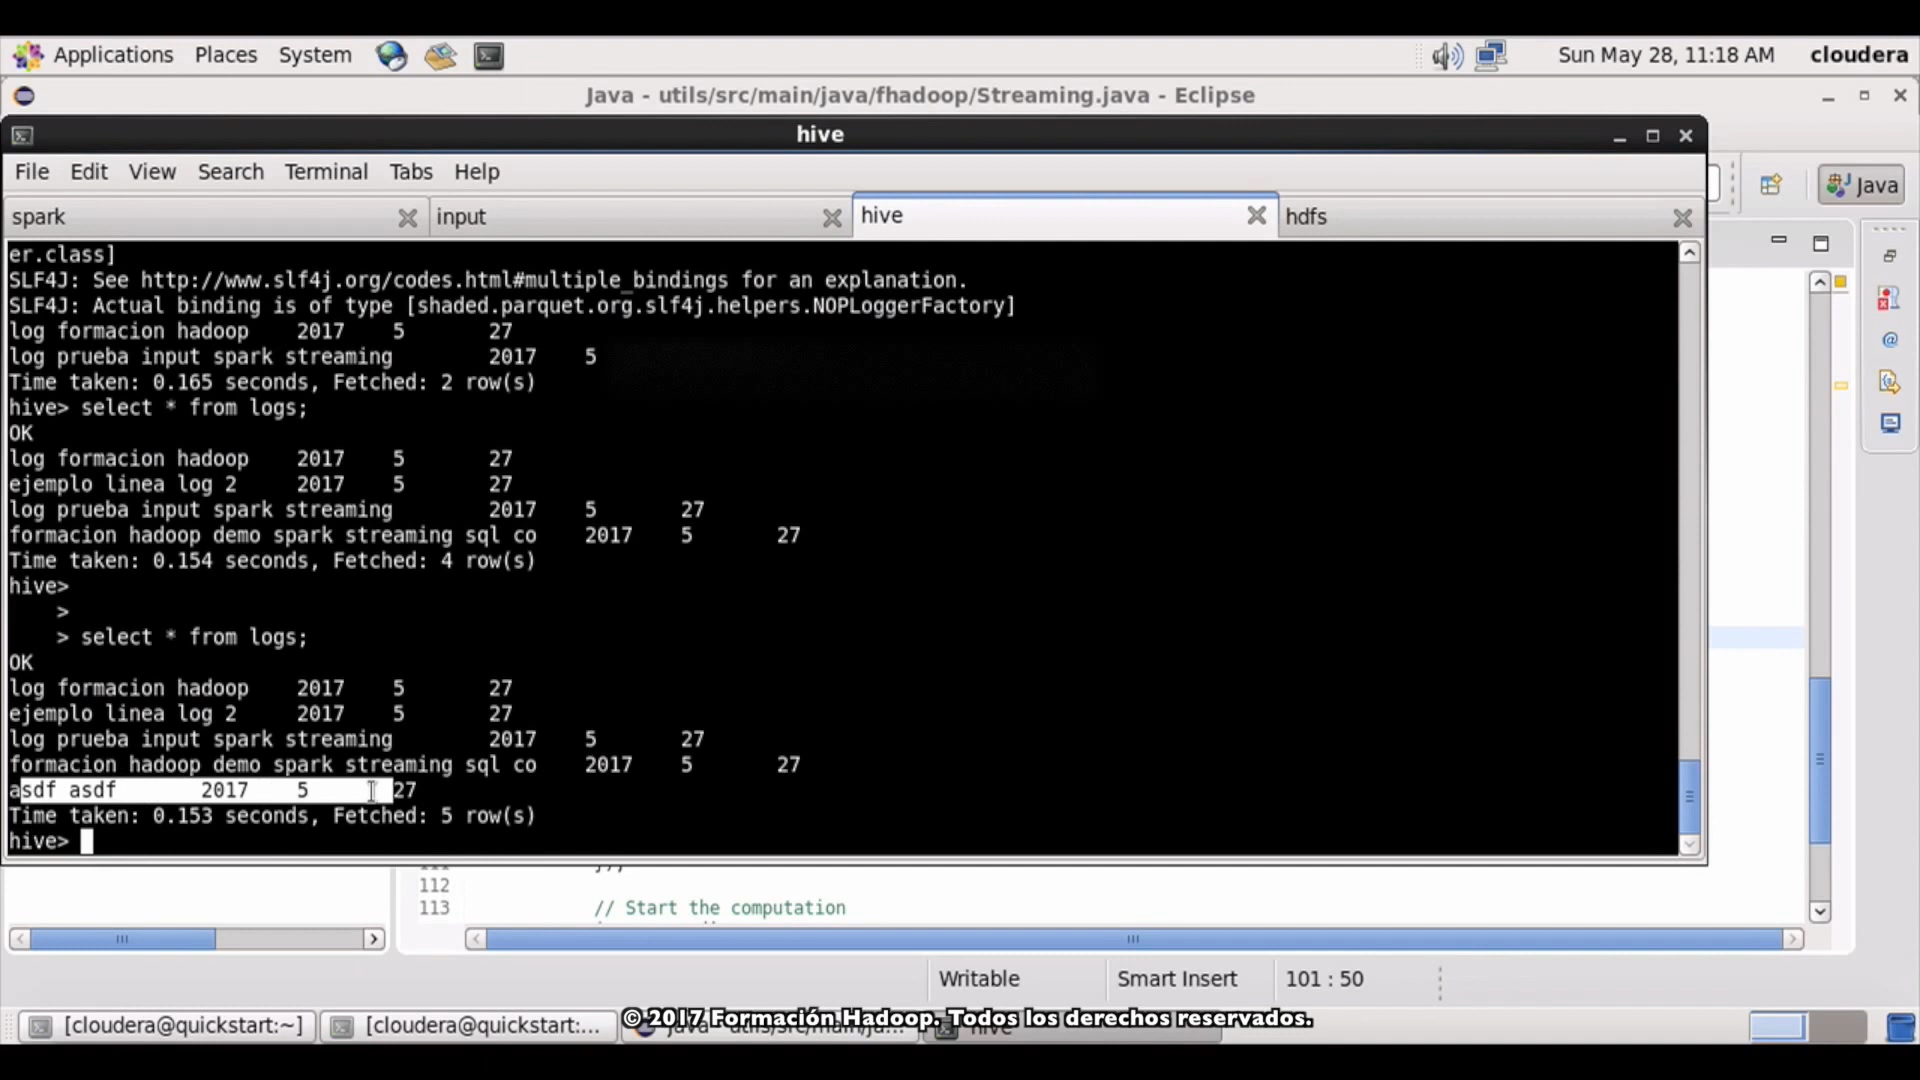 Applications Places System Sun May 28, 11:18 AM cloudera
Java - utils/src/main/java/fhadoop/Streaming.java - Eclipse
hive
File Edit View Search Terminal Tabs Help
Java
spark input hive hdfs
er.class]
SLF4J: See http://www.slf4j.org/codes.html#multiple_bindings for an explanation.
SLF4J: Actual binding is of type [shaded.parquet.org.slf4j.helpers.NOPLoggerFactory]
log formacion hadoop 2017 5 27
log prueba input spark streaming 2017 5
Time taken: 0.165 seconds, Fetched: 2 row(s)
hive> select * from logs;
OK
log formacion hadoop 2017 5 27
ejemplo linea log 2 2017 5 27
log prueba input spark streaming 2017 5 27
formacion hadoop demo spark streaming sql co 2017 5 27
Time taken: 0.154 seconds, Fetched: 4 row(s)
hive>
>
> select * from logs;
OK
log formacion hadoop 2017 5 27
ejemplo linea log 2 2017 5 27
log prueba input spark streaming 2017 5 27
formacion hadoop demo spark streaming sql co 2017 5 27
asdf asdf 2017 5 27
Time taken: 0.153 seconds, Fetched: 5 row(s)
hive>
112
113 // Start the computation
Writable Smart Insert 101 : 50
[cloudera@quickstart:~] [cloudera@quickstart:...
© 2017 Formación Hadoop. Todos los derechos reservados.